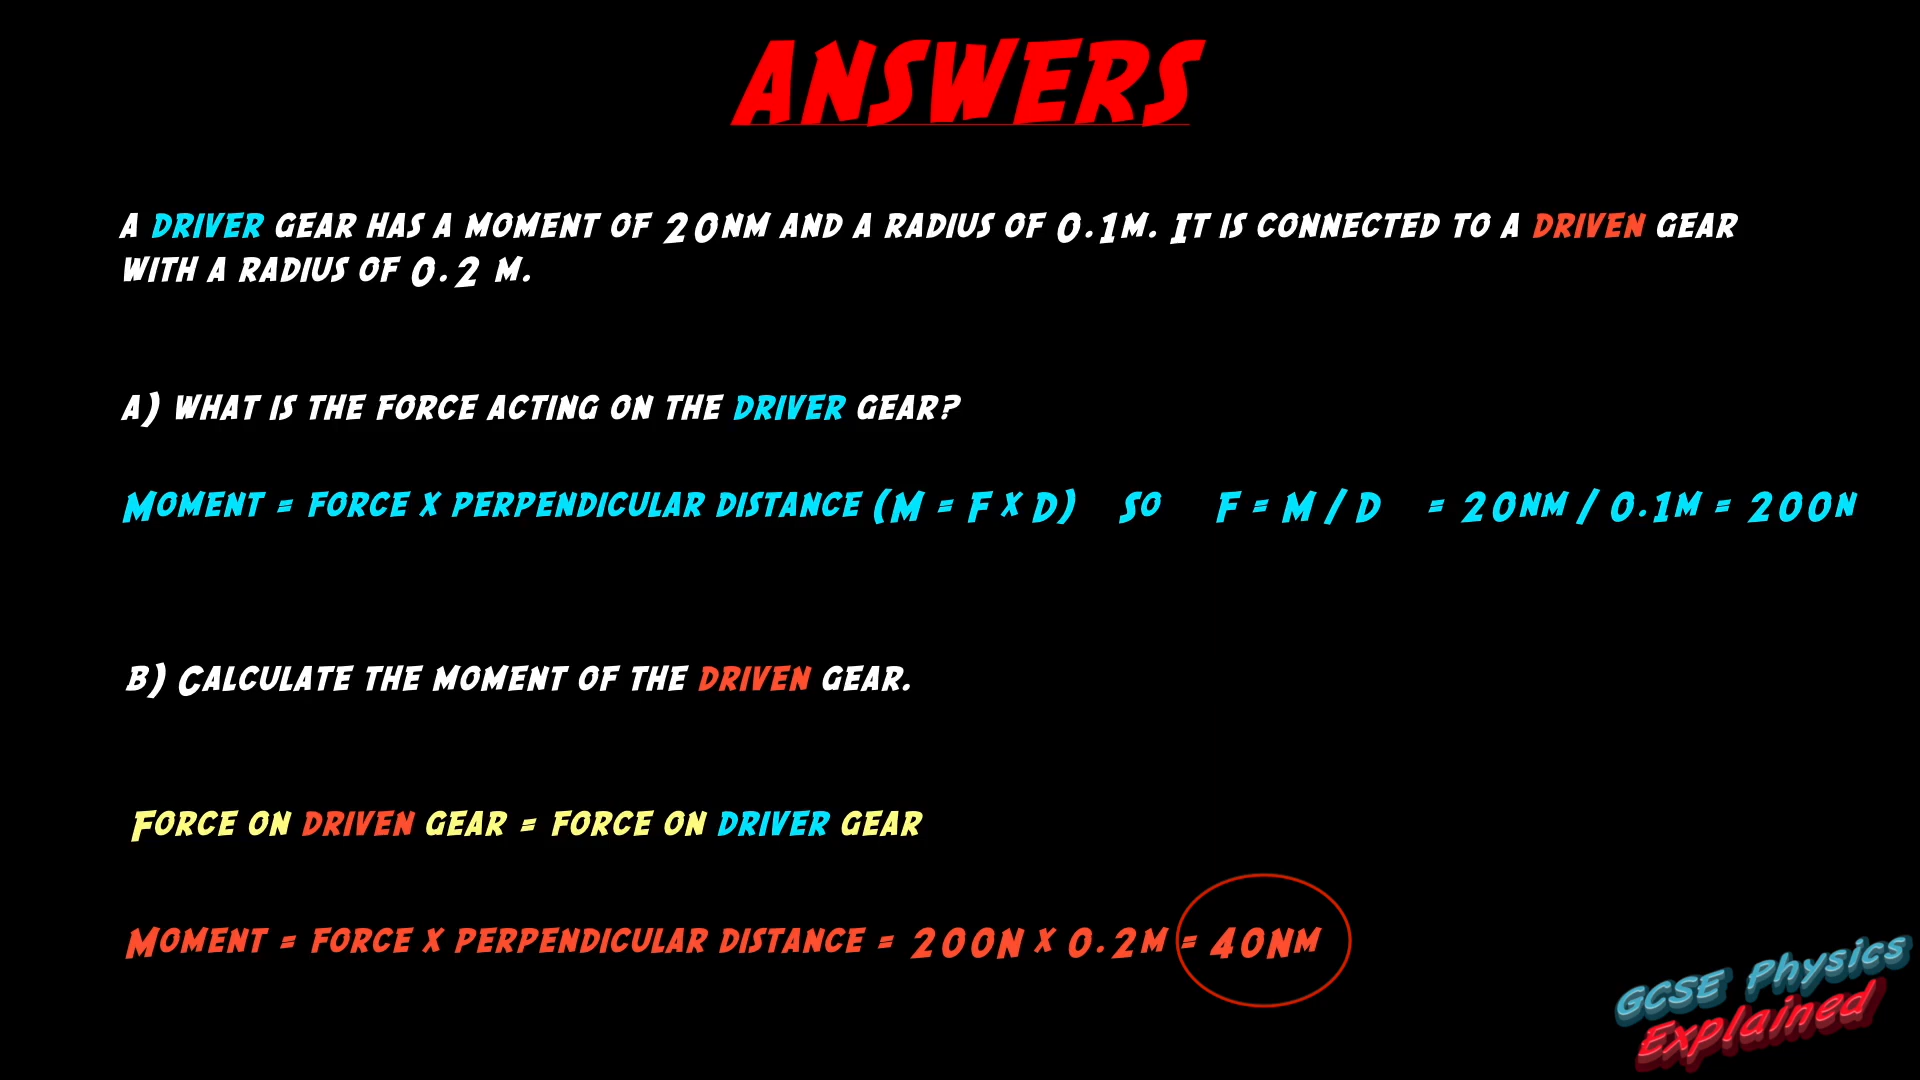 ANSWERS
A DRIVER GEAR HAS A MOMENT OF 20NM AND A RADIUS OF 0.1M. IT IS CONNECTED TO A DRIVEN GEAR
WITH A RADIUS OF 0.2 M.
A) WHAT IS THE FORCE ACTING ON THE DRIVER GEAR?
MOMENT = FORCE X PERPENDICULAR DISTANCE (M = F X D) SO F = M / D = 20NM / 0.1M = 200N
B) CALCULATE THE MOMENT OF THE DRIVEN GEAR.
FORCE ON DRIVEN GEAR = FORCE ON DRIVER GEAR
MOMENT = FORCE X PERPENDICULAR DISTANCE = 200N X 0.2M = 40NM
GCSE Physics
Explained